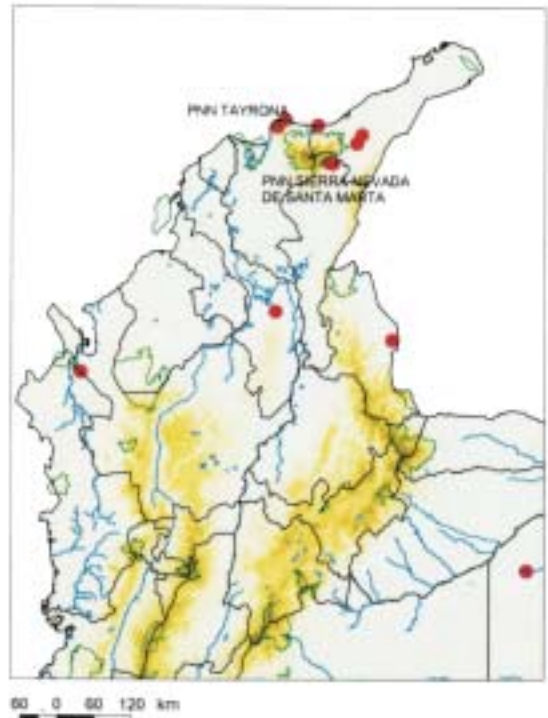 PNN TAYRONA
PNN SIERRA NEVADA
DE SANTA MARTA
60 0 60 120 km